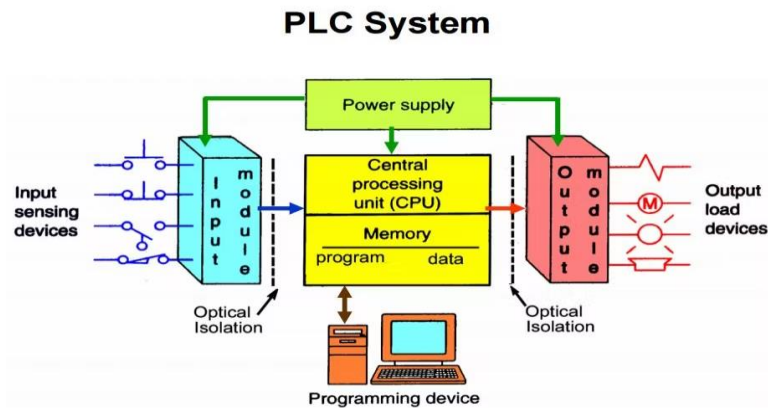 PLC System
Power supply
Input
sensing
devices
Input
module
Central
processing
unit (CPU)
Memory
program data
Output
module
M
Output
load
devices
Optical
Isolation
Optical
Isolation
Programming device